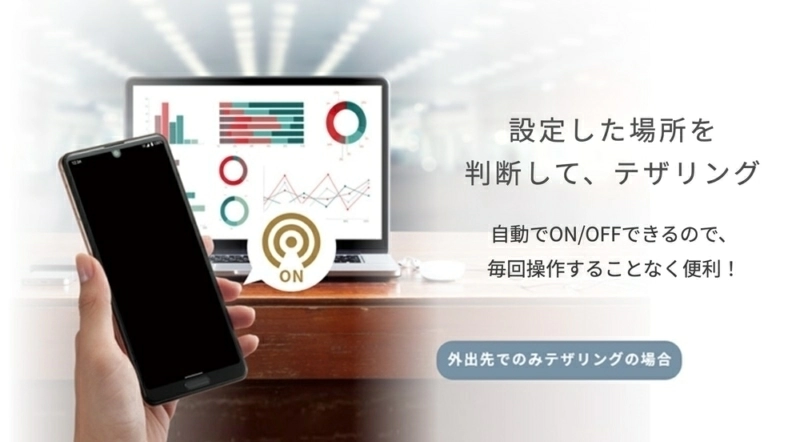 設定した場所を
判断して、テザリング
自動でON/OFFできるので、
毎回操作することなく便利！
ON
外出先でのみテザリングの場合